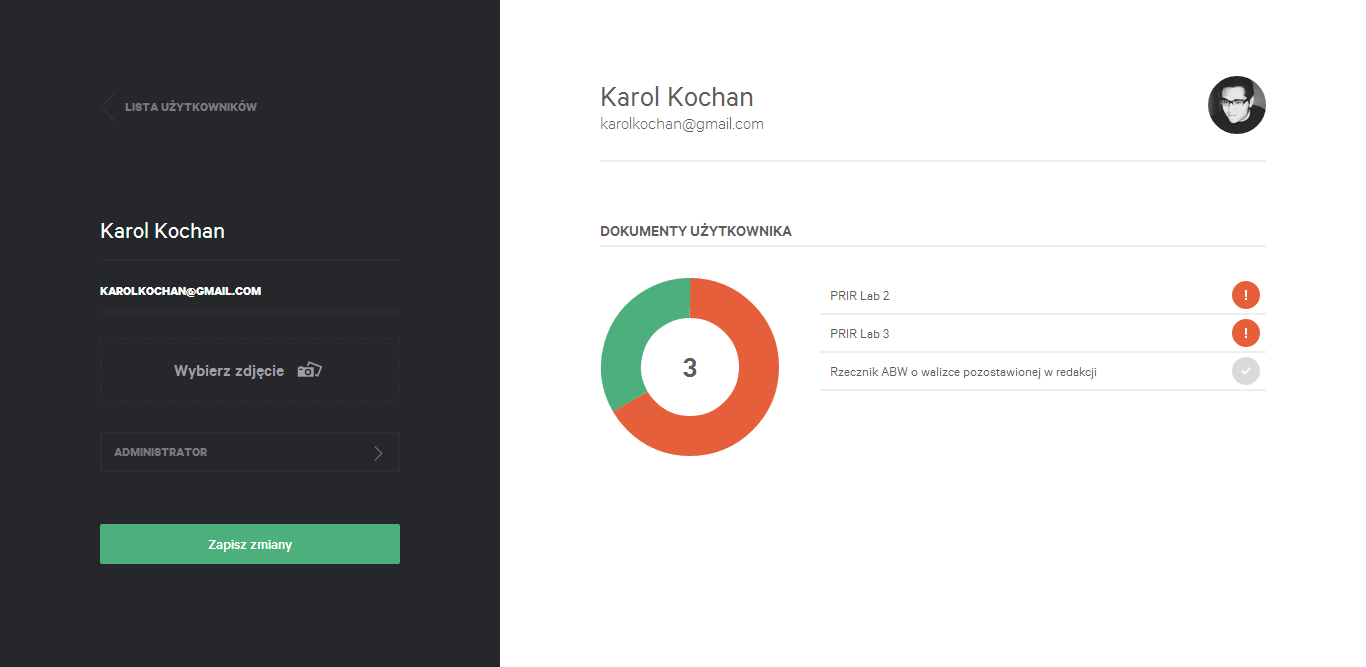 LISTA UŻYTKOWNIKÓW
Karol Kochan
KAROLKOCHAN@GMAIL.COM
Wybierz zdjęcie
ADMINISTRATOR
Zapisz zmiany
Karol Kochan
karolkochan@gmail.com
DOKUMENTY UŻYTKOWNIKA
3
PRIR Lab 2
!
PRIR Lab 3
!
Rzecznik ABW o walizce pozostawionej w redakcji